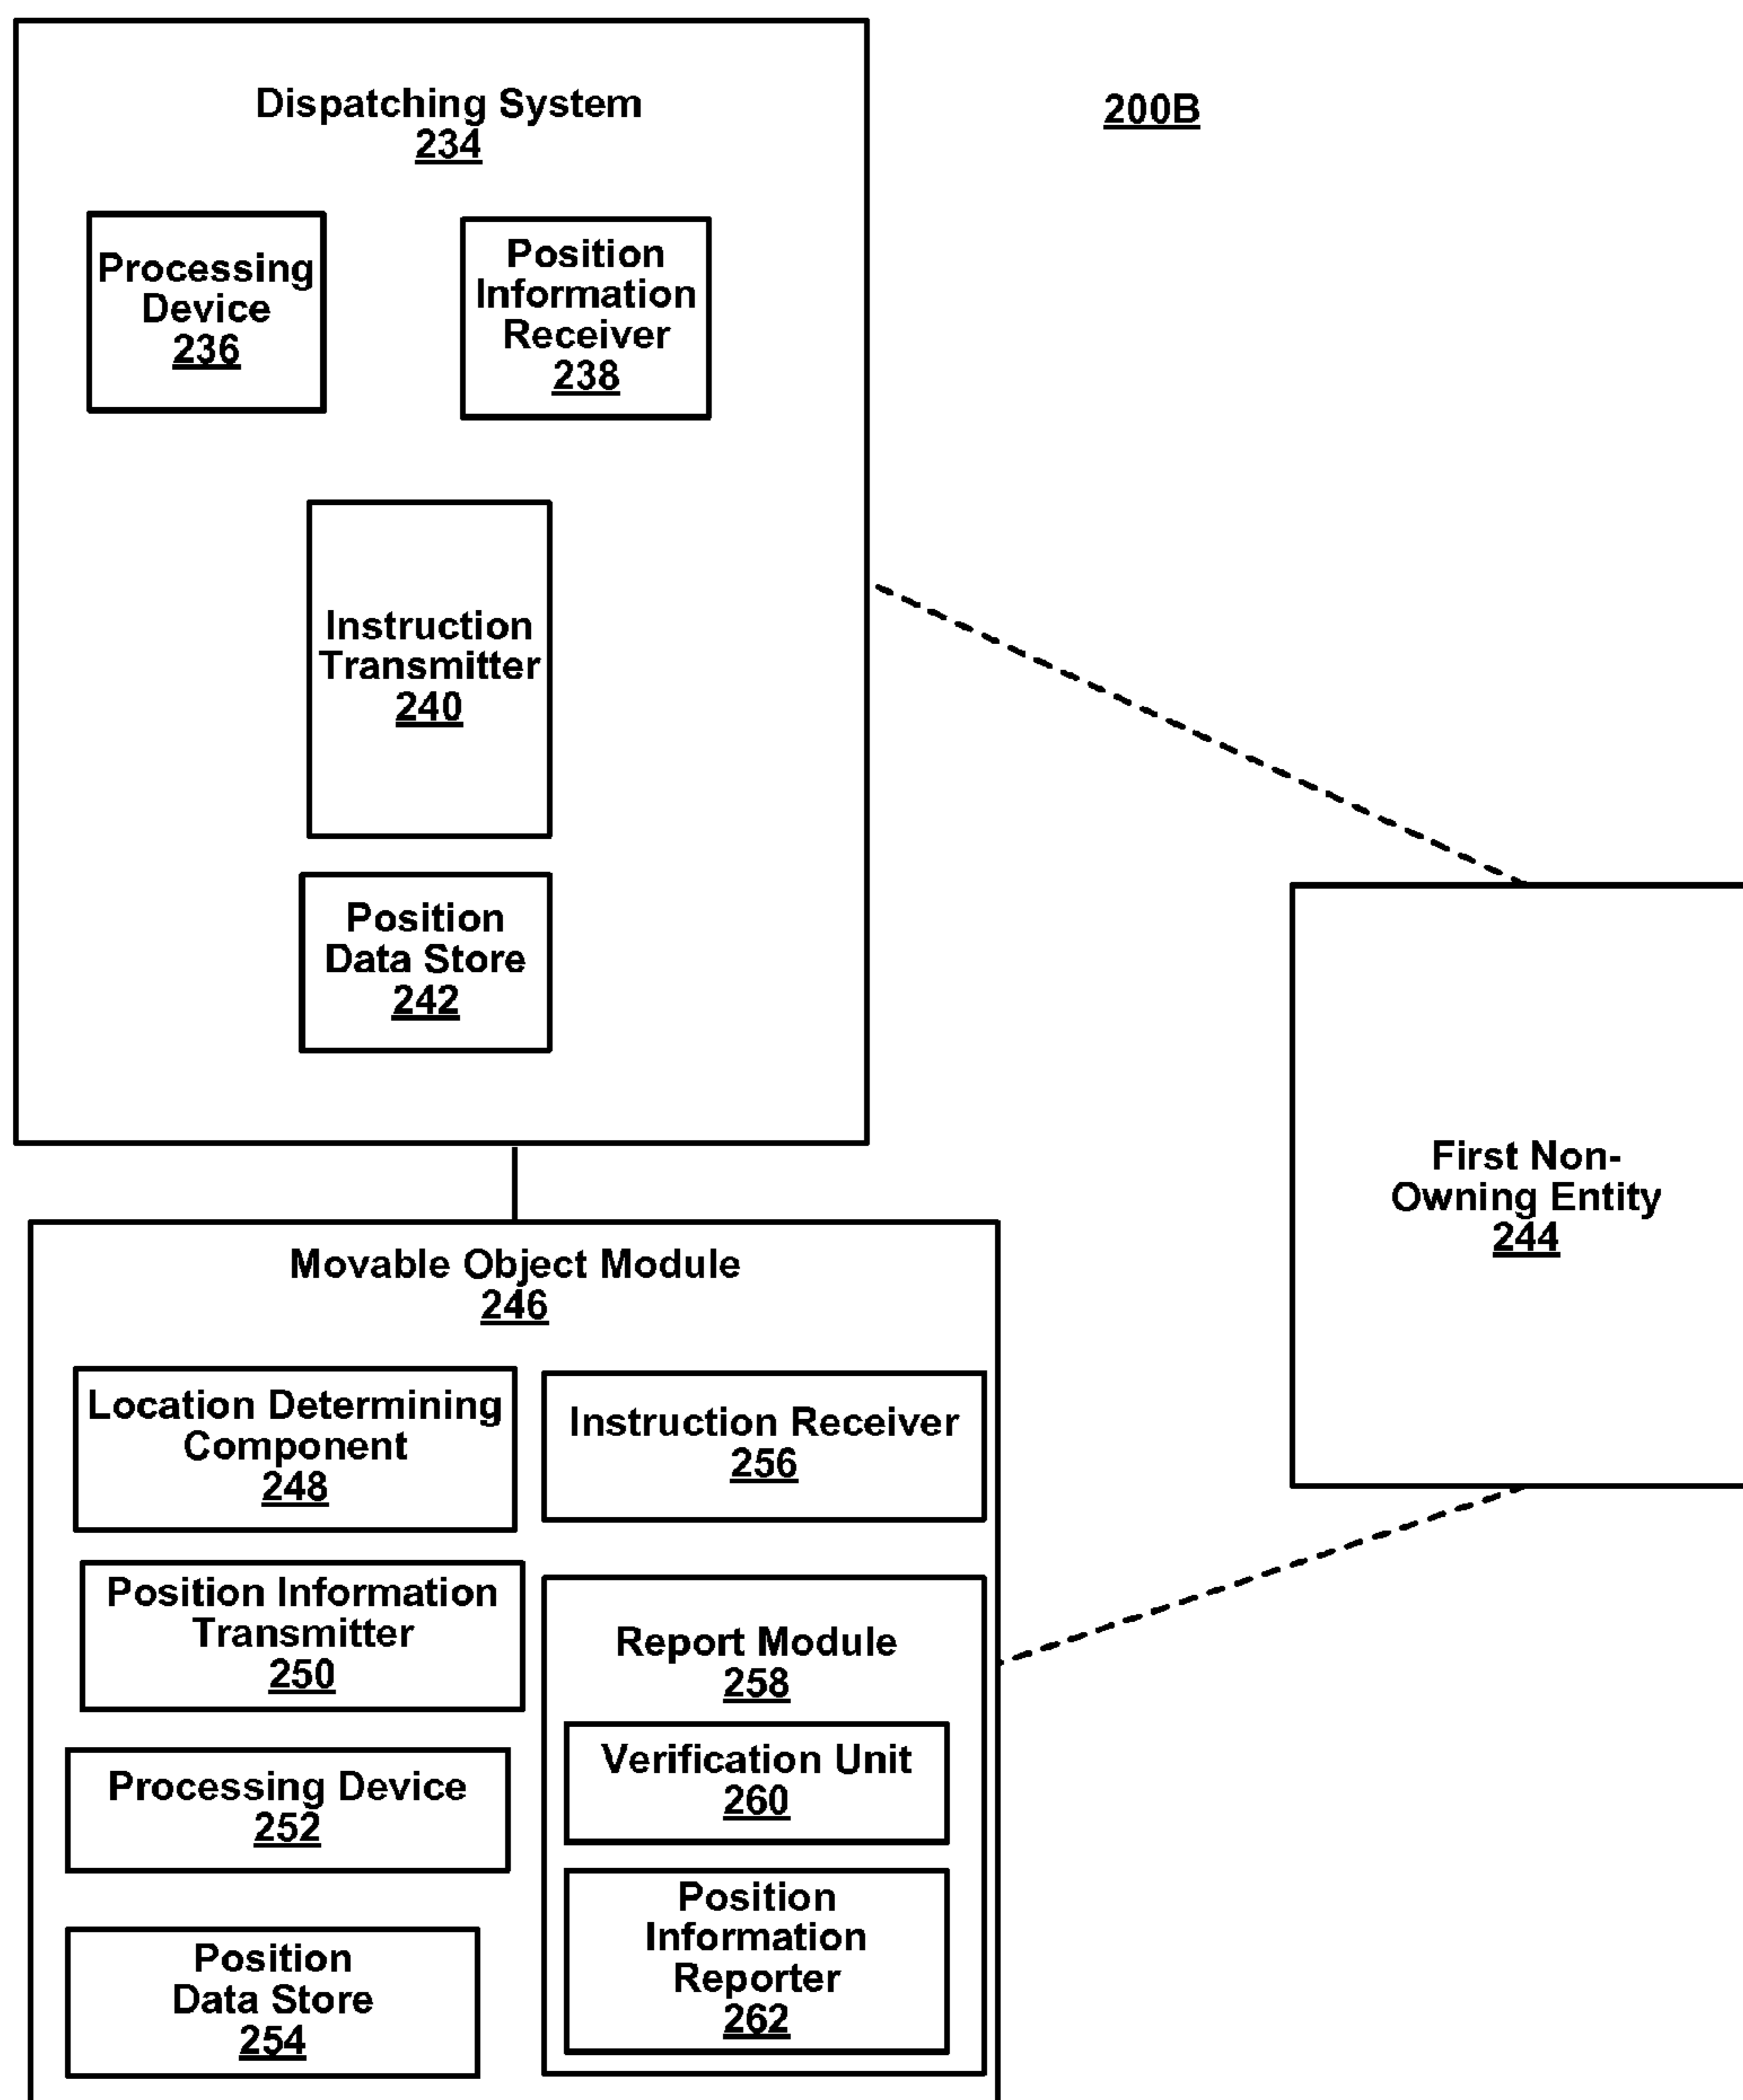 Dispatching System
234
200B
Processing
Device
236
Position
Information
Receiver
238
Instruction
Transmitter
240
Position
Data Store
242
First Non-
Owning Entity
244
Movable Object Module
246
Location Determining
Component
248
Instruction Receiver
256
Position Information
Transmitter
250
Report Module
258
Verification Unit
260
Processing Device
252
Position
Information
Reporter
262
Position
Data Store
254